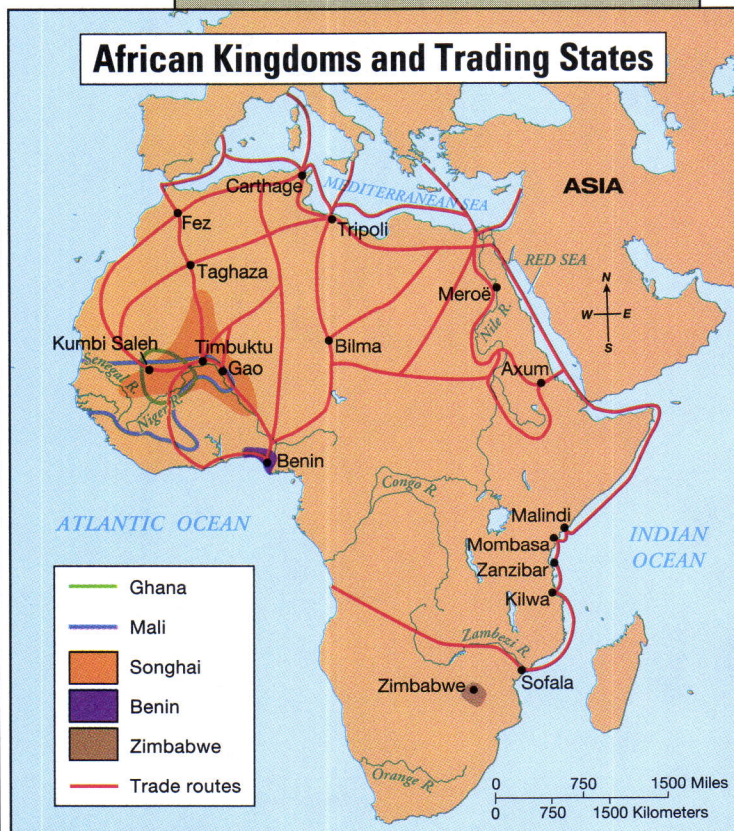 African Kingdoms and Trading States
Carthage
MEDITERRANEAN SEA
ASIA
Fez
Tripoli
Taghaza
RED SEA
Meroë
Nile R.
N
W
E
S
Kumbi Saleh
Timbuktu
Bilma
Senegal R.
Gao
Axum
Niger R.
Benin
Congo R.
ATLANTIC OCEAN
Malindi
INDIAN
OCEAN
Mombasa
Zanzibar
Kilwa
Zambezi R.
Zimbabwe
Sofala
Orange R.
Ghana
Mali
Songhai
Benin
Zimbabwe
Trade routes
0 750 1500 Miles
0 750 1500 Kilometers